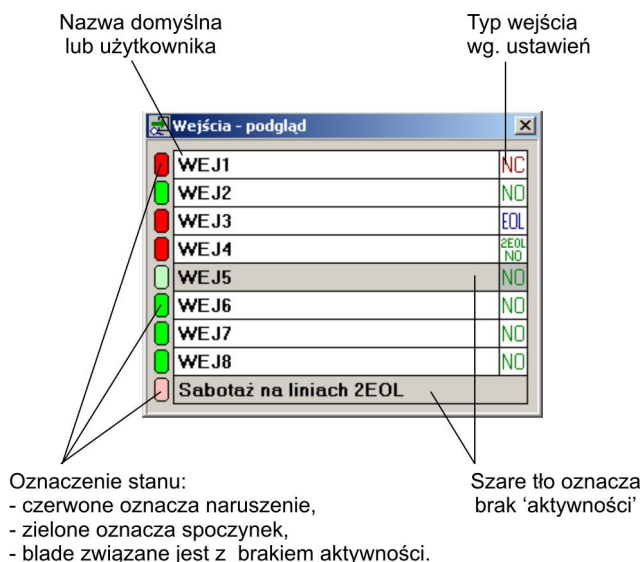 Nazwa domyślna
lub użytkownika
Typ wejścia
wg. ustawień
Wejścia - podgląd
WEJ1 NC
WEJ2 NO
WEJ3 EOL
WEJ4 2EOL NO
WEJ5 NO
WEJ6 NO
WEJ7 NO
WEJ8 NO
Sabotaż na liniach 2EOL
Oznaczenie stanu:
- czerwone oznacza naruszenie,
- zielone oznacza spoczynek,
- blade związane jest z brakiem aktywności.
Szare tło oznacza
brak ‘aktywności’